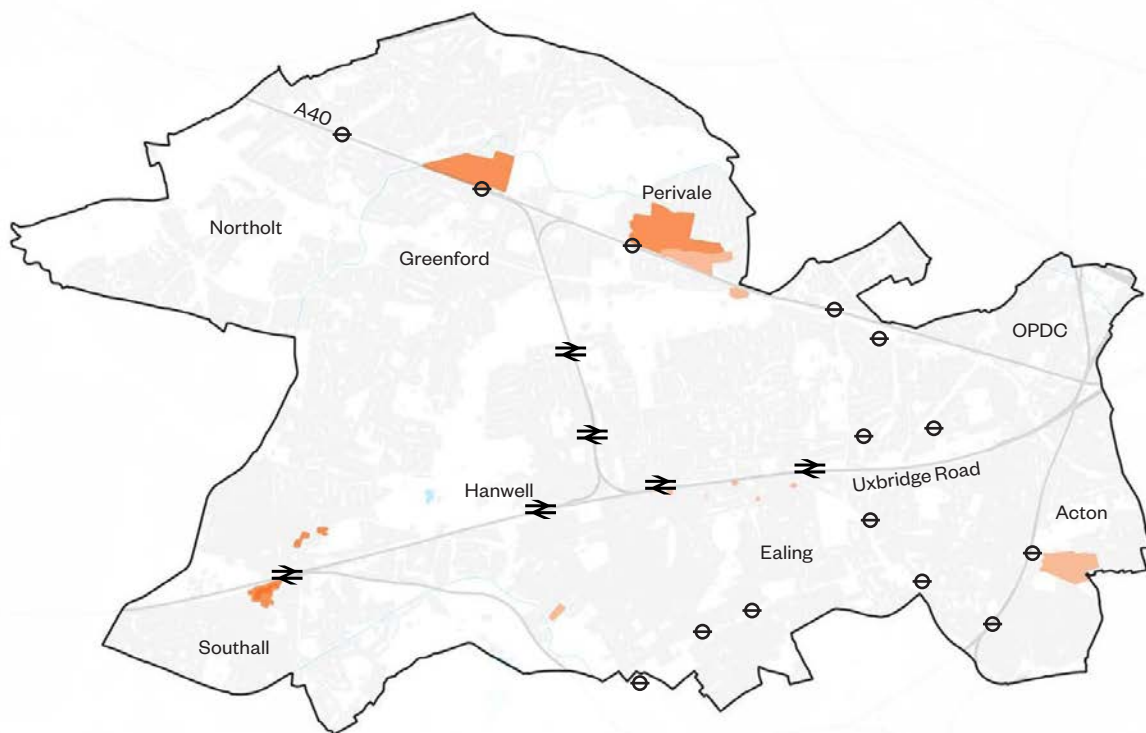 A40
Perivale
Northolt
Greenford
OPDC
Hanwell
Uxbridge Road
Acton
Ealing
Southall